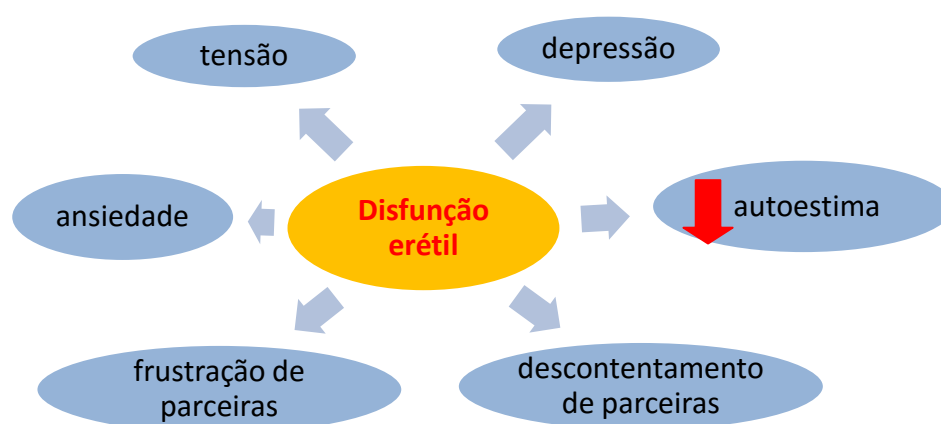 tensão
depressão
ansiedade
Disfunção
erétil
autoestima
frustração de
parceiras
descontentamento
de parceiras